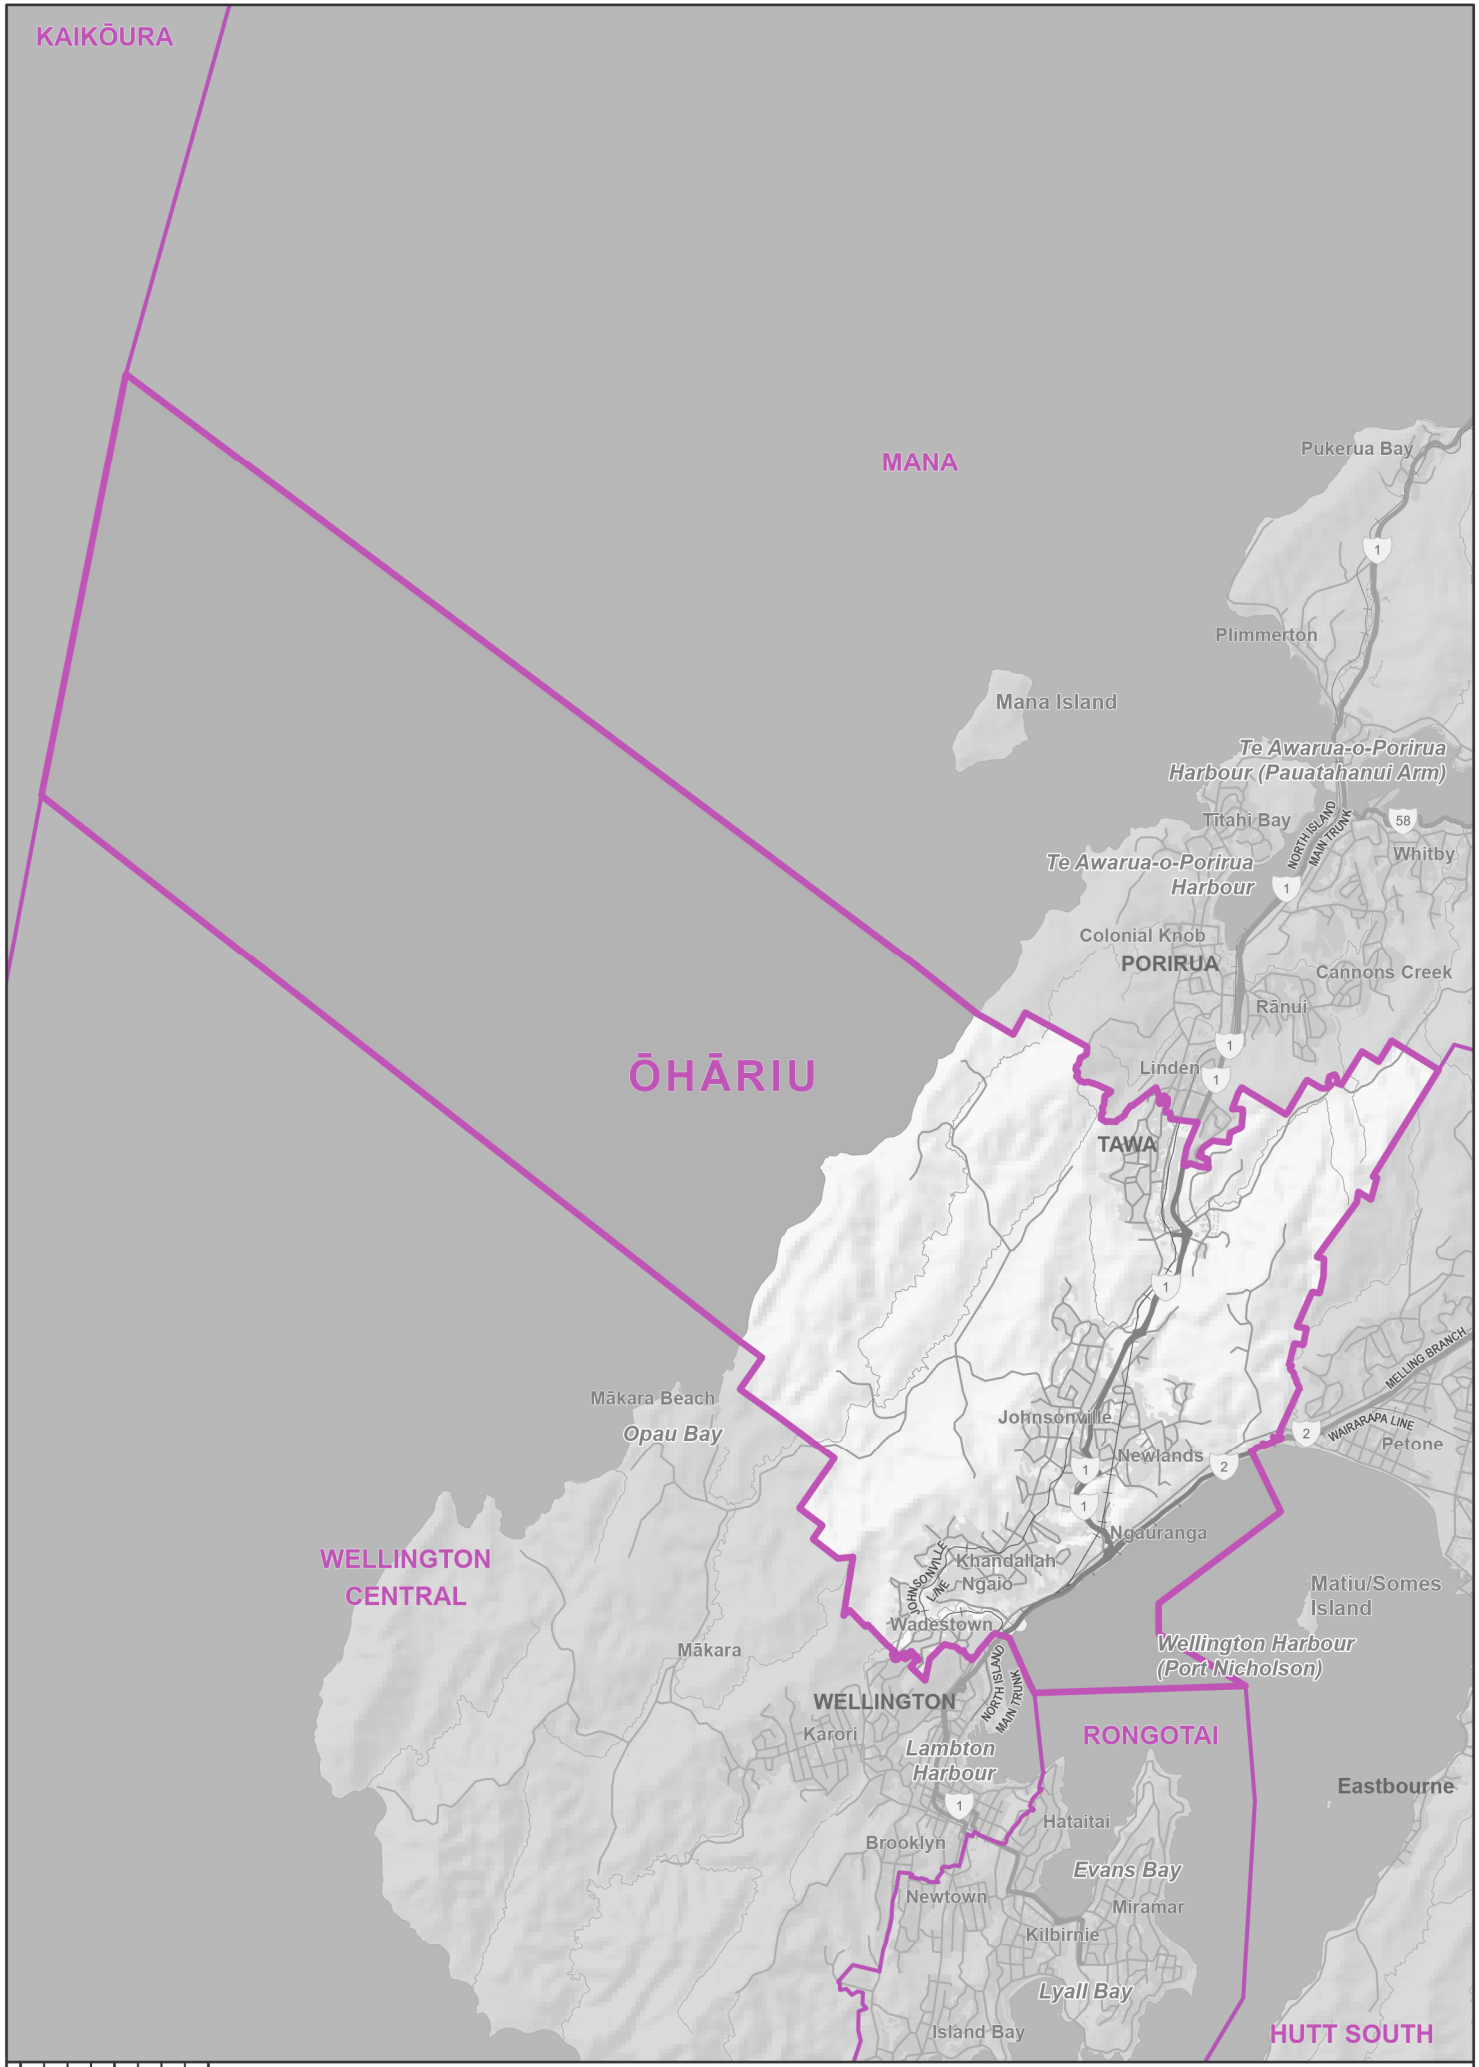 KAIKŌURA
MANA
Pukerua Bay
1
Plimmerton
Mana Island
Te Awarua-o-Porirua
Harbour (Pauatahanui Arm)
Tītahi Bay
NORTH ISLAND
MAIN TRUNK
58
Whitby
Te Awarua-o-Porirua
Harbour
1
Colonial Knob
PORIRUA
Cannons Creek
Rānui
1
Linden
1
ŌHĀRIU
TAWA
1
MELLING BRANCH
Mākara Beach
Opau Bay
Johnsonville
WAIRARAPA LINE
2
Petone
Newlands
1
2
1
Ngauranga
WELLINGTON
CENTRAL
JOHNSONVILLE
LINE
Khandallah
Ngaio
Matiu/Somes
Island
Wadestown
Mākara
Wellington Harbour
(Port Nicholson)
NORTH ISLAND
MAIN TRUNK
WELLINGTON
Karori
RONGOTAI
Lambton
Harbour
Eastbourne
1
Hataitai
Brooklyn
Evans Bay
Newtown
Miramar
Kilbirnie
Lyall Bay
Island Bay
HUTT SOUTH